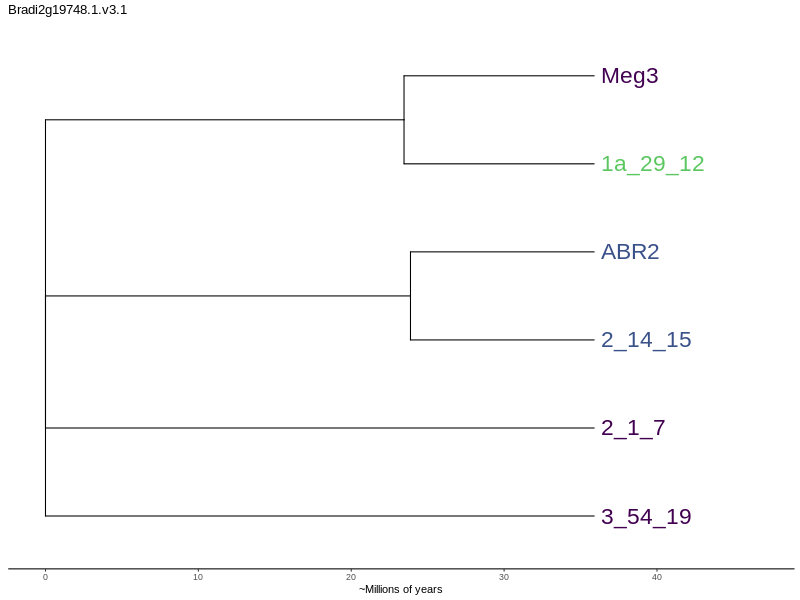 Bradi2g19748.1.v3.1
Meg3
1a_29_12
ABR2
2_14_15
2_1_7
3_54_19
0 10 20 30 40
~Millions of years